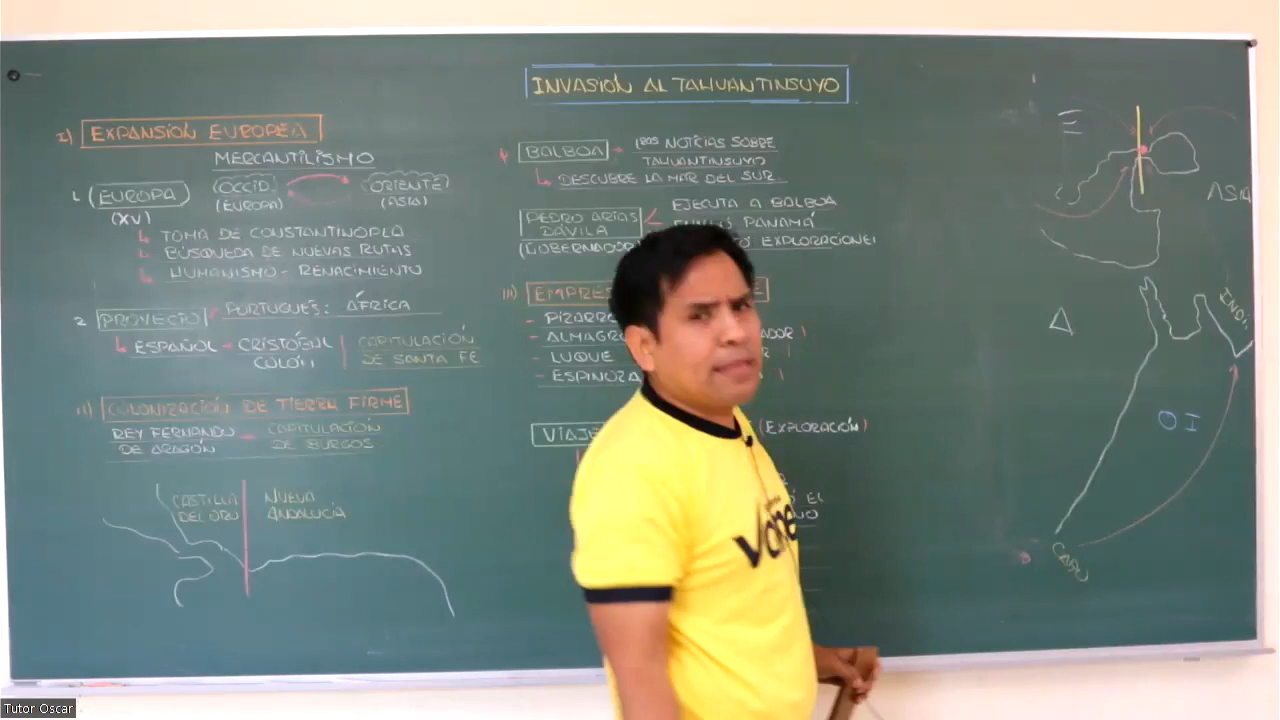 INVASIÓN AL TAHUANTINSUYO
I) EXPANSIÓN EUROPEA
MERCANTILISMO
1. (EUROPA) (OCCID.) (ORIENTE)
(XV) (EUROPA) (ASIA)
TOMA DE CONSTANTINOPLA
BÚSQUEDA DE NUEVAS RUTAS
HUMANISMO - RENACIMIENTO
2. PROYECTO PORTUGUÉS: ÁFRICA
ESPAÑOL - CRISTÓBAL COLÓN
CAPITULACIÓN DE SANTA FE
II) COLONIZACIÓN DE TIERRA FIRME
REY FERNANDO DE ARAGÓN
CAPITULACIÓN DE BURGOS
CASTILLA DEL ORO
NUEVA ANDALUCÍA
BALBOA
1RAS NOTICIAS SOBRE
TAHUANTINSUYO
DESCUBRE LA MAR DEL SUR
PEDRO ARIAS DÁVILA
(GOBERNADOR
EJECUTA A BALBOA
PANAMÁ
EXPLORACIONES
III) EMPRES
- PIZARRO
- ALMAGRO
- LUQUE
- ESPINOZA
VIAJE
(EXPLORACIÓN)
EL
E
ASIA
INDI
OI
CABO
Tutor Oscar
Vone